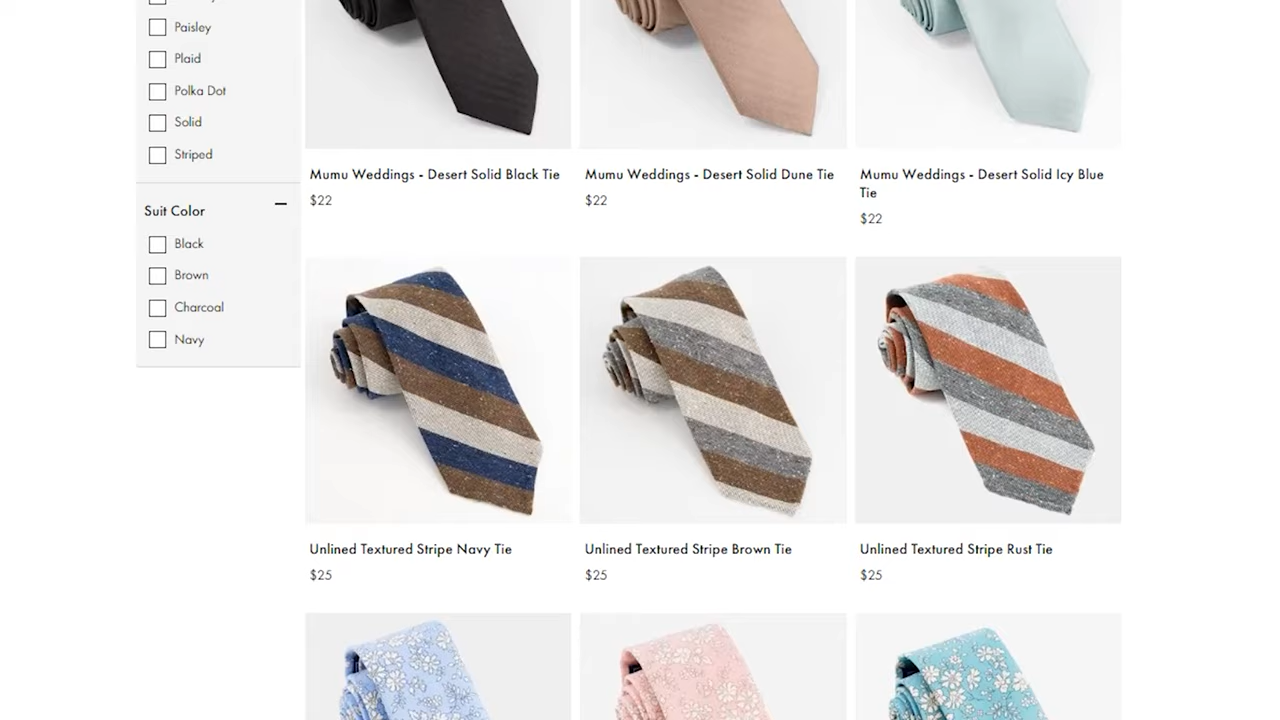 Paisley
Plaid
Polka Dot
Solid
Striped
Suit Color
Black
Brown
Charcoal
Navy
Mumu Weddings - Desert Solid Black Tie
$22
Mumu Weddings - Desert Solid Dune Tie
$22
Mumu Weddings - Desert Solid Icy Blue
Tie
$22
Unlined Textured Stripe Navy Tie
$25
Unlined Textured Stripe Brown Tie
$25
Unlined Textured Stripe Rust Tie
$25